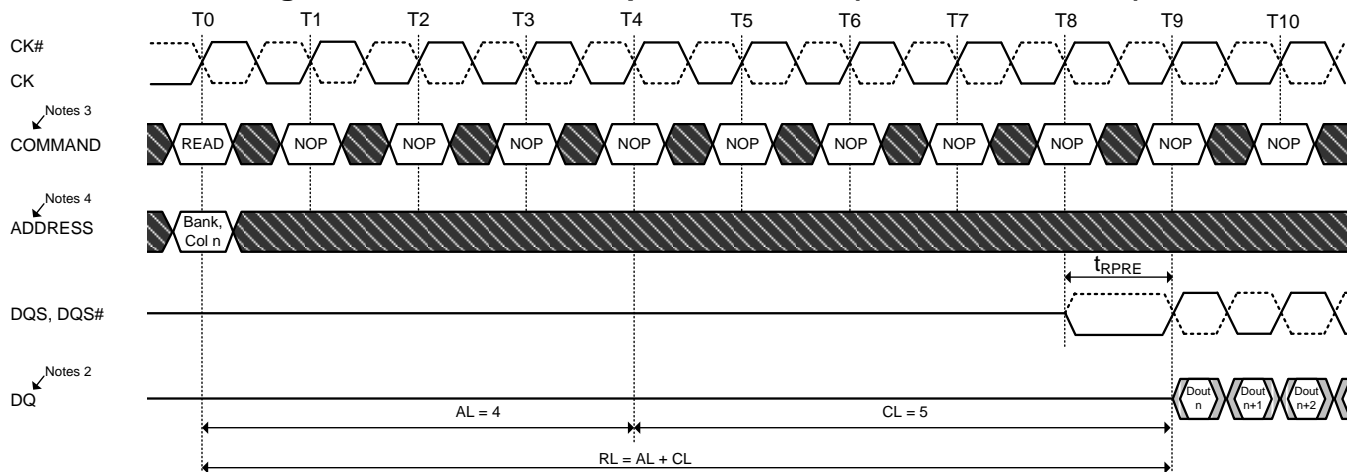 T0 T1 T2 T3 T4 T5 T6 T7 T8 T9 T10
CK#
CK
Notes 3
COMMAND
READ NOP NOP NOP NOP NOP NOP NOP NOP NOP NOP
Notes 4
ADDRESS
Bank,
Col n
tRPRE
DQS, DQS#
Notes 2
DQ
Dout n
Dout n+1
Dout n+2
AL = 4
CL = 5
RL = AL + CL